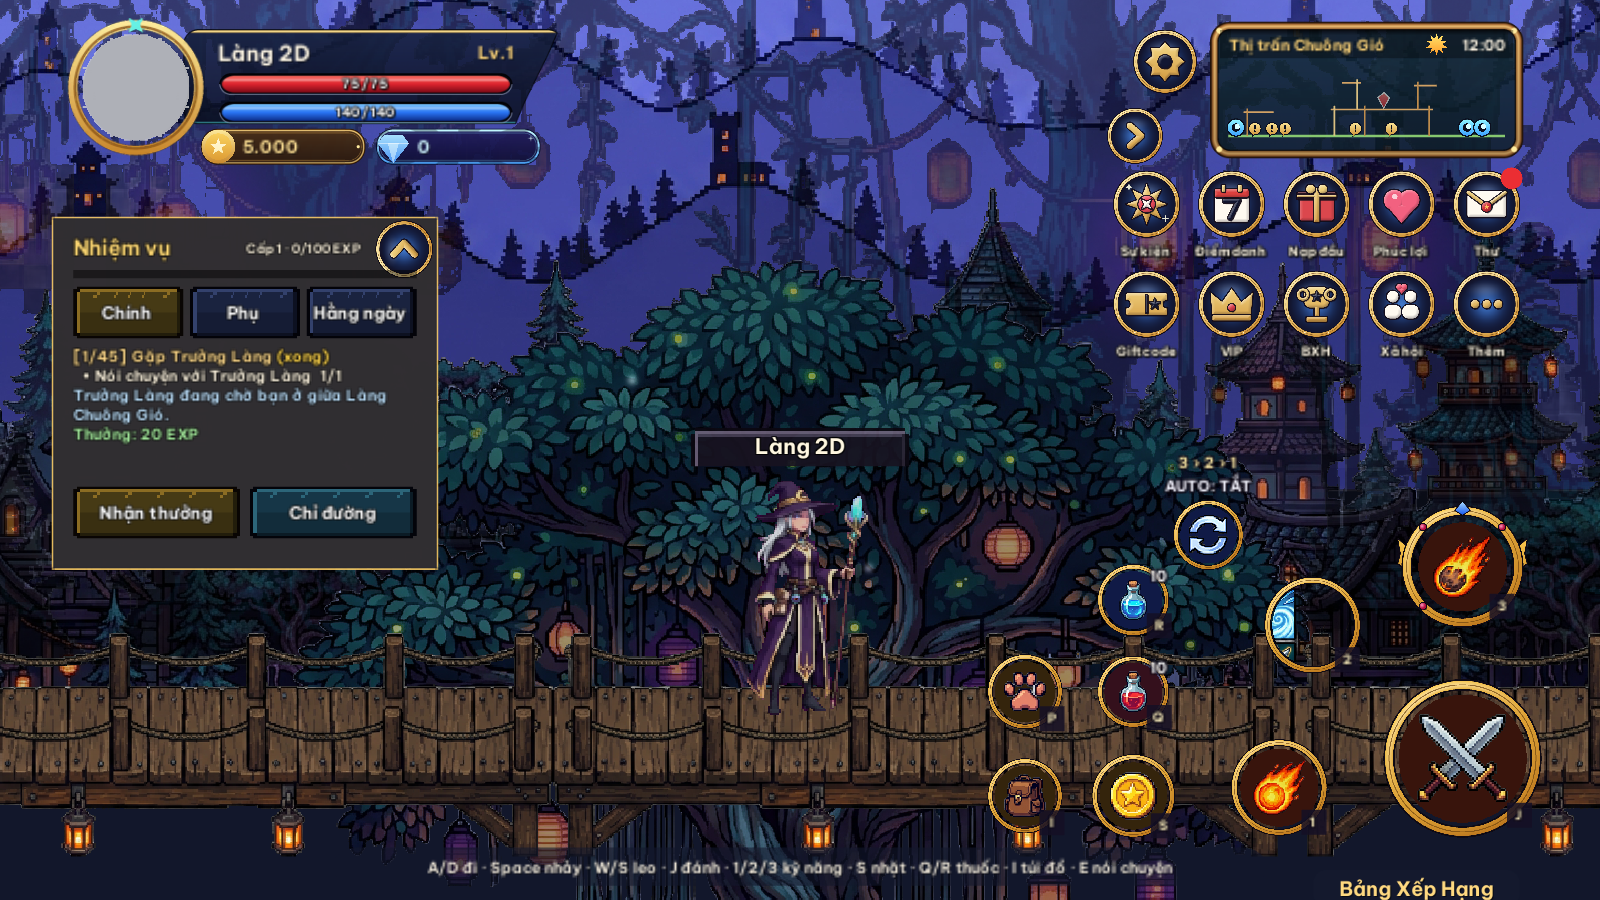 Làng 2D
Lv.1
75/75
140/140
5.000
0
Thị trấn Chuông Gió
12:00
Nhiệm vụ
Cấp 1 - 0/100 EXP
Chính
Phụ
Hằng ngày
[1/45] Gặp Trưởng Làng (xong)
• Nói chuyện với Trưởng Làng 1/1
Trưởng Làng đang chờ bạn ở giữa Làng
Chuông Gió.
Thưởng: 20 EXP
Nhận thưởng
Chỉ đường
7
Sự kiện
Điểm danh
Nạp đầu
Phúc lợi
Thư
Giftcode
VIP
BXH
Xã hội
Thêm
Làng 2D
3 › 2 › 1
AUTO: TẮT
10
R
3
2
10
P
Q
I
S
1
J
A/D đi - Space nhảy - W/S leo - J đánh - 1/2/3 kỹ năng - S nhặt - Q/R thuốc - I túi đồ - E nói chuyện
Bảng Xếp Hạng